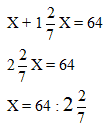 X + 1 2/7 X = 64
2 2/7 X = 64
X = 64 : 2 2/7